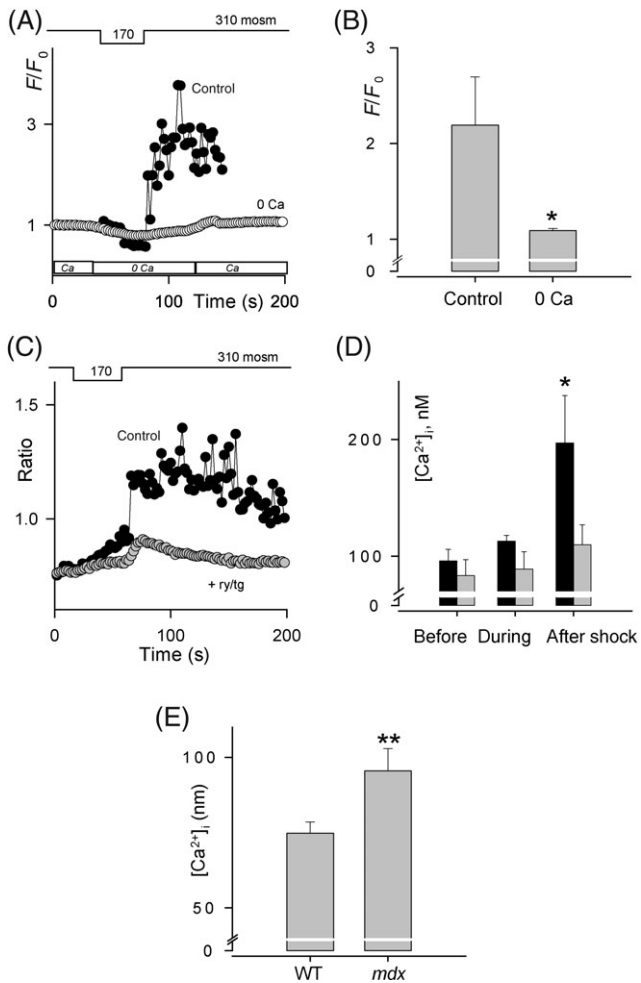 (A)
310 mosm
170
F/F0
3
1
Control
0 Ca
Ca
0 Ca
Ca
0
Time (s)
100
200
(B)
F/F0
3
2
1
0
*
Control
0 Ca
(C)
310 mosm
170
Ratio
1.5
1.0
Control
+ ry/tg
0
100
200
Time (s)
(D)
[Ca2+]i, nM
200
100
0
*
Before
During
After shock
(E)
[Ca2+]i (nm)
100
50
0
**
WT
mdx